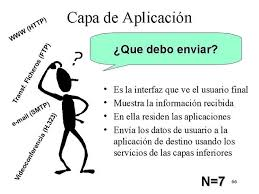 Capa de Aplicación
WWW (HTTP)
Transf. Ficheros (FTP)
e-mail (SMTP)
Videoconferencia (H.323)
?
¿Que debo enviar?
• Es la interfaz que ve el usuario final
• Muestra la información recibida
• En ella residen las aplicaciones
• Envía los datos de usuario a la
aplicación de destino usando los
servicios de las capas inferiores
N=7